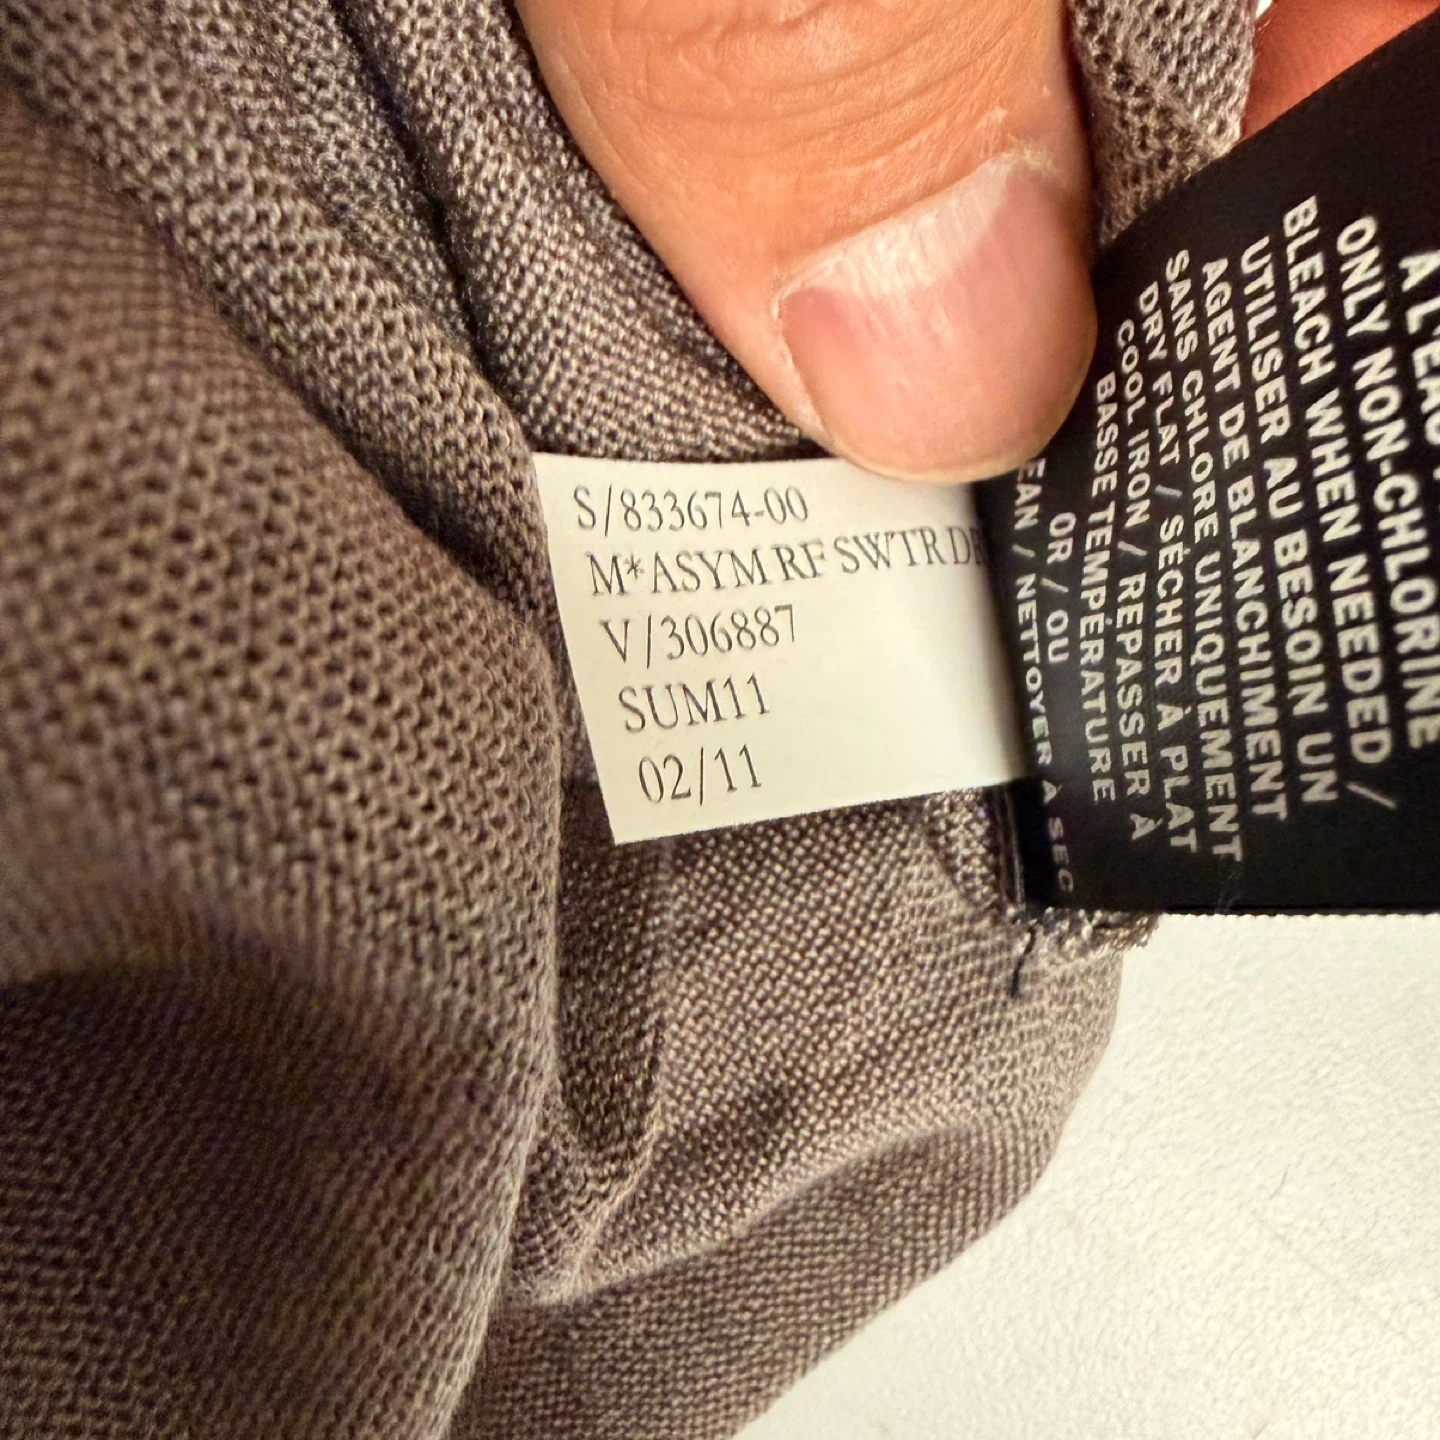 S/833674-00
M* ASYM RF SWTR
V/306887
SUM11
02/11
A
ONLY NON-CHLORINE
BLEACH WHEN NEEDED /
UTILISER AU BESOIN UN
AGENT DE BLANCHIMENT
SANS CHLORE UNIQUEMENT
DRY FLAT / SÉCHER À PLAT
COOL IRON / REPASSER À
BASSE TEMPÉRATURE
OR / OU
/ NETTOYER À SEC